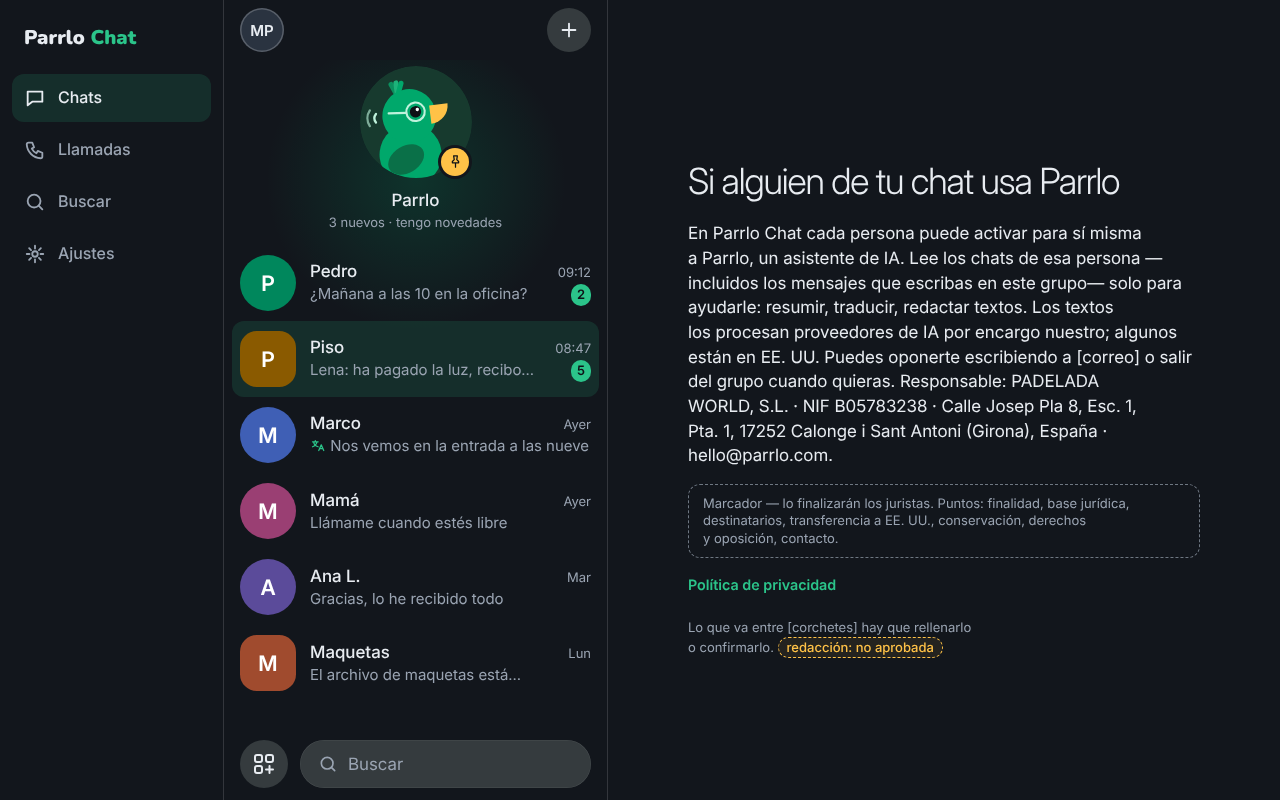 Parrlo Chat
Chats
Llamadas
Buscar
Ajustes
MP
Parrlo
3 nuevos · tengo novedades
P
Pedro
09:12
¿Mañana a las 10 en la oficina?
2
P
Piso
08:47
Lena: ha pagado la luz, recibo...
5
M
Marco
Ayer
Nos vemos en la entrada a las nueve
M
Mamá
Ayer
Llámame cuando estés libre
A
Ana L.
Mar
Gracias, lo he recibido todo
M
Maquetas
Lun
El archivo de maquetas está...
Buscar
Si alguien de tu chat usa Parrlo
En Parrlo Chat cada persona puede activar para sí misma
a Parrlo, un asistente de IA. Lee los chats de esa persona —
incluidos los mensajes que escribas en este grupo— solo para
ayudarle: resumir, traducir, redactar textos. Los textos
los procesan proveedores de IA por encargo nuestro; algunos
están en EE. UU. Puedes oponerte escribiendo a [correo] o salir
del grupo cuando quieras. Responsable: PADELADA
WORLD, S.L. · NIF B05783238 · Calle Josep Pla 8, Esc. 1,
Pta. 1, 17252 Calonge i Sant Antoni (Girona), España ·
hello@parrlo.com.
Marcador — lo finalizarán los juristas. Puntos: finalidad, base jurídica,
destinatarios, transferencia a EE. UU., conservación, derechos
y oposición, contacto.
Política de privacidad
Lo que va entre [corchetes] hay que rellenarlo
o confirmarlo. redacción: no aprobada